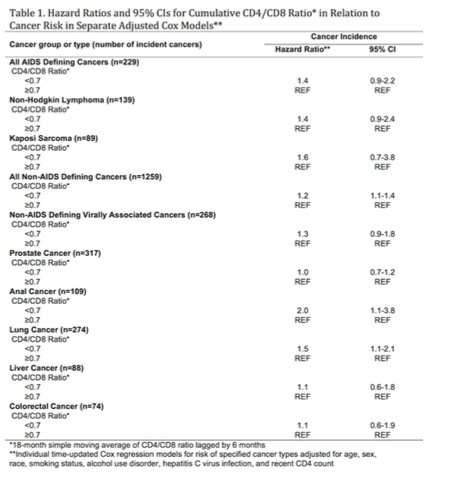 Table 1. Hazard Ratios and 95% CIs for Cumulative CD4/CD8 Ratio* in Relation to
Cancer Risk in Separate Adjusted Cox Models**
Cancer Incidence
Cancer group or type (number of incident cancers)
Hazard Ratio** 95% CI
All AIDS Defining Cancers (n=229)
CD4/CD8 Ratio*
<0.7 1.4 0.9-2.2
≥0.7 REF REF
Non-Hodgkin Lymphoma (n=139)
CD4/CD8 Ratio*
<0.7 1.4 0.9-2.4
≥0.7 REF REF
Kaposi Sarcoma (n=89)
CD4/CD8 Ratio*
<0.7 1.6 0.7-3.8
≥0.7 REF REF
All Non-AIDS Defining Cancers (n=1259)
CD4/CD8 Ratio*
<0.7 1.2 1.1-1.4
≥0.7 REF REF
Non-AIDS Defining Virally Associated Cancers (n=268)
CD4/CD8 Ratio*
<0.7 1.3 0.9-1.8
≥0.7 REF REF
Prostate Cancer (n=317)
CD4/CD8 Ratio*
<0.7 1.0 0.7-1.2
≥0.7 REF REF
Anal Cancer (n=109)
CD4/CD8 Ratio*
<0.7 2.0 1.1-3.8
≥0.7 REF REF
Lung Cancer (n=274)
CD4/CD8 Ratio*
<0.7 1.5 1.1-2.1
≥0.7 REF REF
Liver Cancer (n=88)
CD4/CD8 Ratio*
<0.7 1.1 0.6-1.8
≥0.7 REF REF
Colorectal Cancer (n=74)
CD4/CD8 Ratio*
<0.7 1.1 0.6-1.9
≥0.7 REF REF
*18-month simple moving average of CD4/CD8 ratio lagged by 6 months
**Individual time-updated Cox regression models for risk of specified cancer types adjusted for age, sex,
race, smoking status, alcohol use disorder, hepatitis C virus infection, and recent CD4 count